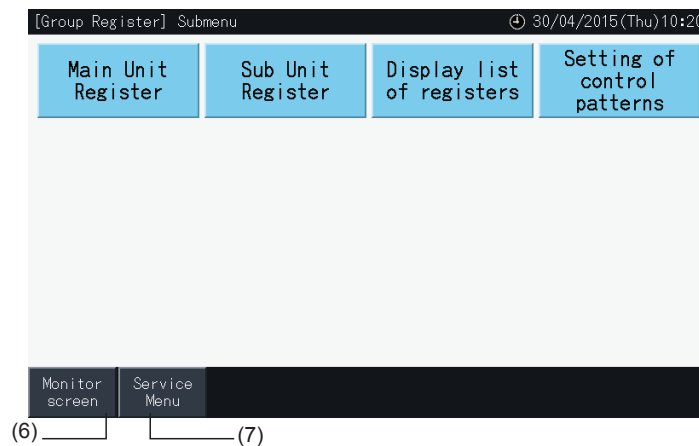 [Group Register] Submenu 30/04/2015(Thu)10:20
Main Unit
Register
Sub Unit
Register
Display list
of registers
Setting of
control
patterns
Monitor
screen
Service
Menu
(6)
(7)